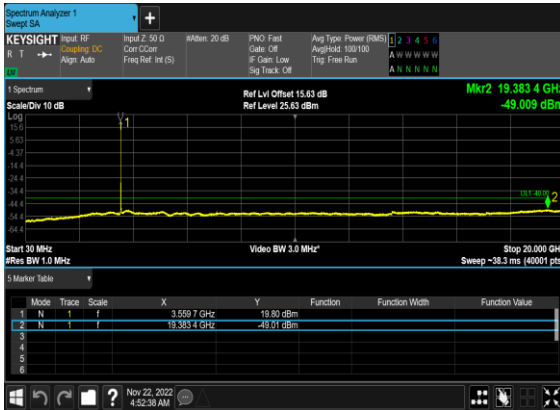 Spectrum Analyzer 1
Swept SA
+
KEYSIGHT Input: RF Input Z: 50 Ω #Atten: 20 dB PNO: Fast Avg Type: Power (RMS) 1 2 3 4 5 6
R T Coupling: DC Corr CCorr Gate: Off Avg|Hold: 100/100 A W W W W W
Align: Auto Freq Ref: Int (S) IF Gain: Low Trig: Free Run
Sig Track: Off A N N N N N
LXI
1 Spectrum
Scale/Div 10 dB
Ref Lvl Offset 15.63 dB
Ref Level 25.63 dBm
Mkr2 19.383 4 GHz
-49.009 dBm
Log
15.6
5.63
-4.37
-14.4
-24.4
-34.4
-44.4
-54.4
-64.4
1
DL1 -40.00
2
Start 30 MHz Video BW 3.0 MHz* Stop 20.000 GHz
#Res BW 1.0 MHz Sweep ~38.3 ms (40001 pts)
5 Marker Table
Mode Trace Scale X Y Function Function Width Function Value
1 N 1 f 3.559 7 GHz 19.80 dBm
2 N 1 f 19.383 4 GHz -49.01 dBm
3
4
5
6
? Nov 22, 2022
4:52:38 AM